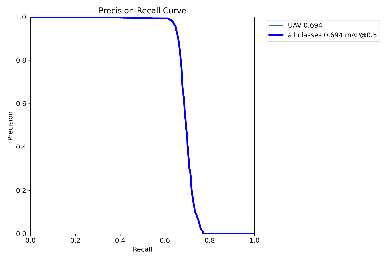 Precision-Recall Curve
UAV 0.694
all classes 0.694 mAP@0.5
Precision
1.0
0.8
0.6
0.4
0.2
0.0
0.0 0.2 0.4 0.6 0.8 1.0
Recall